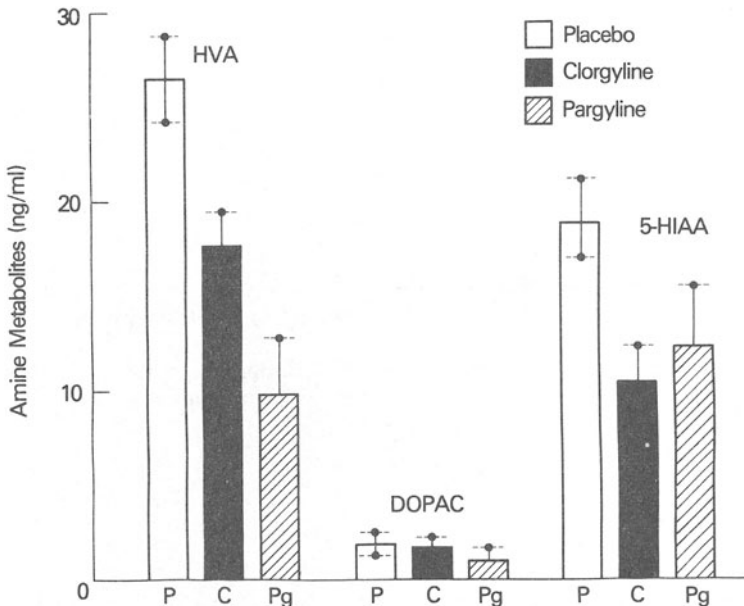 30
HVA
Placebo
Clorgyline
Pargyline
20
5-HIAA
Amine Metabolites (ng/ml)
10
DOPAC
0
P C Pg P C Pg P C Pg